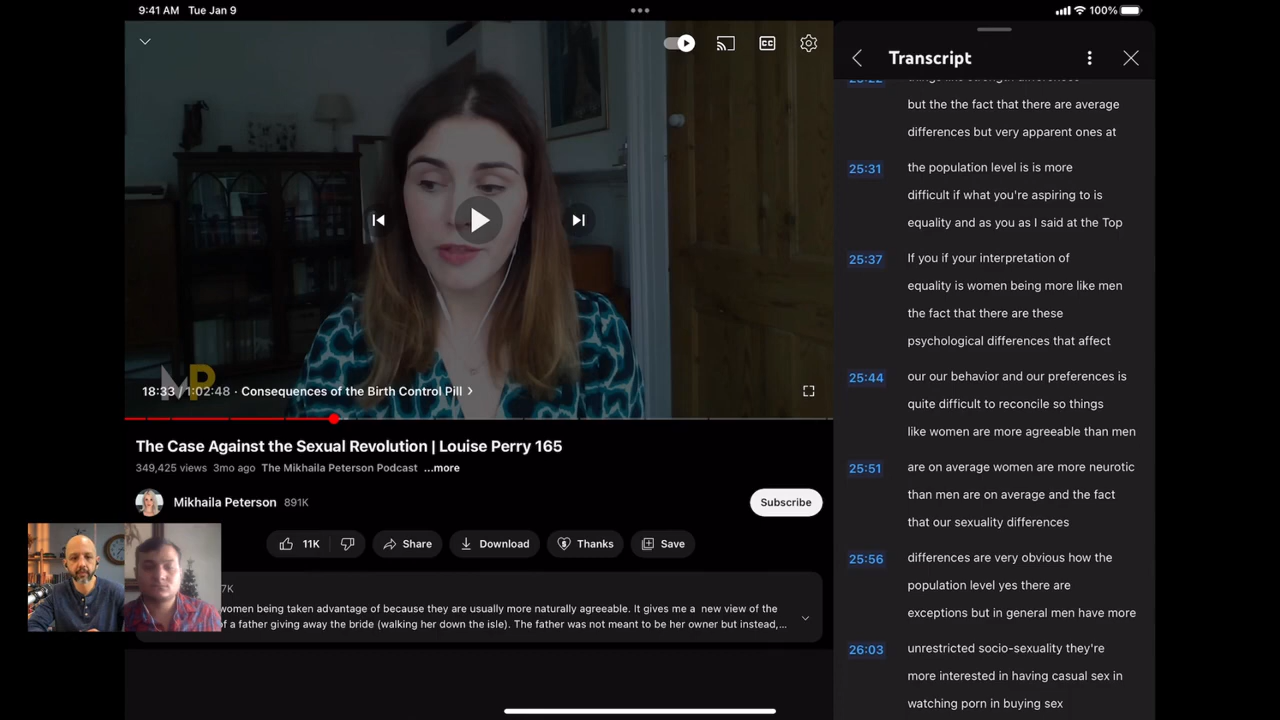 9:41 AM Tue Jan 9
100%
Transcript
CC
25:22
things like strength differences
but the the fact that there are average
differences but very apparent ones at
25:31
the population level is is more
difficult if what you're aspiring to is
equality and as you as I said at the Top
25:37
If you if your interpretation of
equality is women being more like men
the fact that there are these
psychological differences that affect
25:44
our our behavior and our preferences is
quite difficult to reconcile so things
like women are more agreeable than men
25:51
are on average women are more neurotic
than men are on average and the fact
that our sexuality differences
25:56
differences are very obvious how the
population level yes there are
exceptions but in general men have more
26:03
unrestricted socio-sexuality they're
more interested in having casual sex in
watching porn in buying sex
MP
18:33 / 1:02:48 · Consequences of the Birth Control Pill >
The Case Against the Sexual Revolution | Louise Perry 165
349,425 views 3mo ago The Mikhaila Peterson Podcast ...more
Mikhaila Peterson 891K
Subscribe
11K
Share
Download
Thanks
Save
7K
women being taken advantage of because they are usually more naturally agreeable. It gives me a new view of the
of a father giving away the bride (walking her down the isle). The father was not meant to be her owner but instead,...